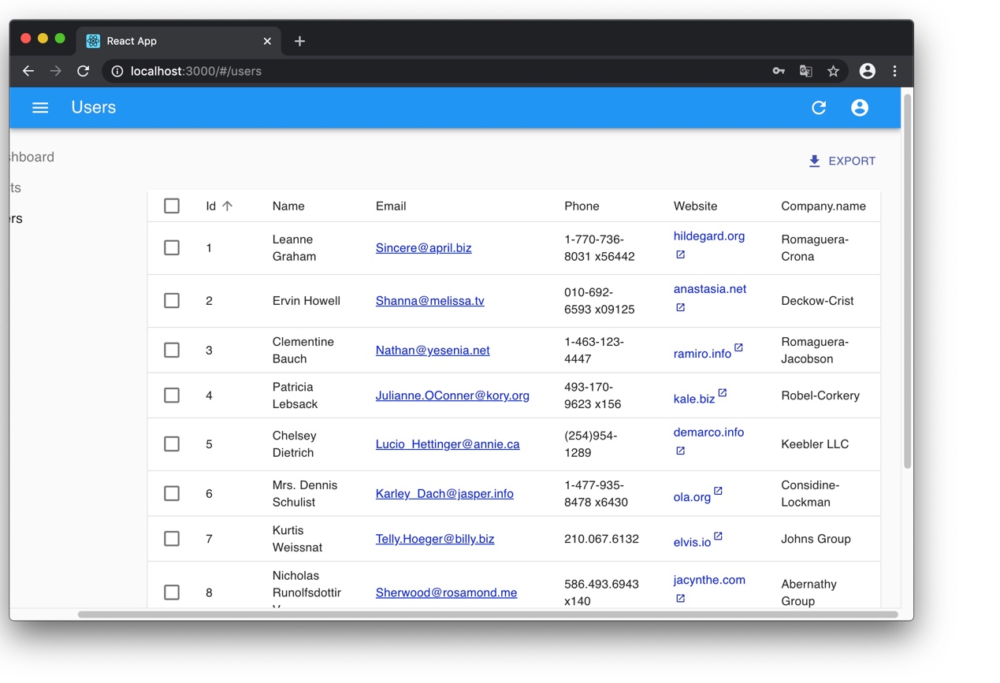 React App
localhost:3000/#/users
Users
shboard
ts
ers
EXPORT
Id Name Email Phone Website Company.name
1 Leanne Graham Sincere@april.biz 1-770-736-8031 x56442 hildegard.org Romaguera-Crona
2 Ervin Howell Shanna@melissa.tv 010-692-6593 x09125 anastasia.net Deckow-Crist
3 Clementine Bauch Nathan@yesenia.net 1-463-123-4447 ramiro.info Romaguera-Jacobson
4 Patricia Lebsack Julianne.OConner@kory.org 493-170-9623 x156 kale.biz Robel-Corkery
5 Chelsey Dietrich Lucio_Hettinger@annie.ca (254)954-1289 demarco.info Keebler LLC
6 Mrs. Dennis Schulist Karley_Dach@jasper.info 1-477-935-8478 x6430 ola.org Considine-Lockman
7 Kurtis Weissnat Telly.Hoeger@billy.biz 210.067.6132 elvis.io Johns Group
8 Nicholas Runolfsdottir V Sherwood@rosamond.me 586.493.6943 x140 jacynthe.com Abernathy Group